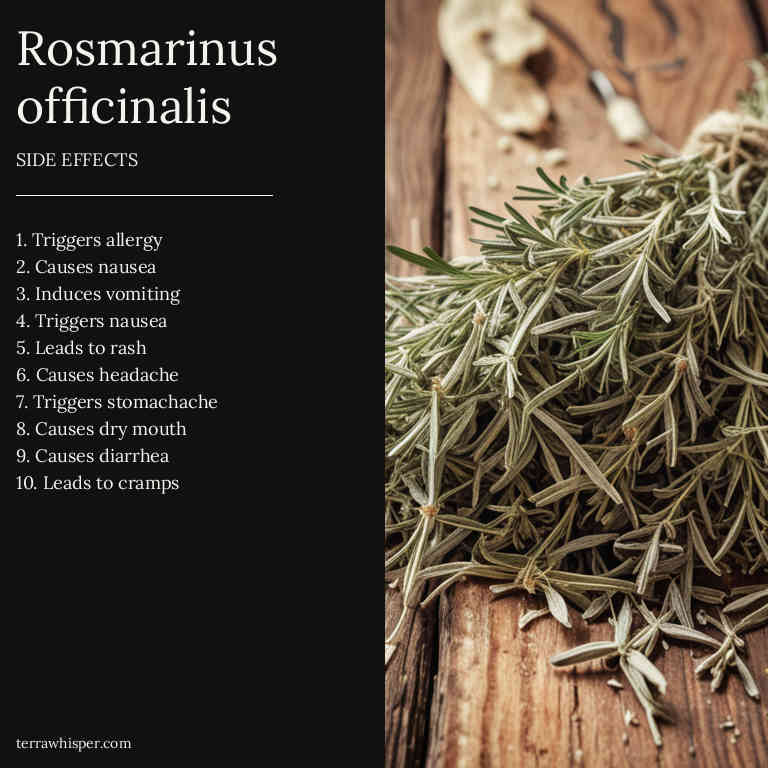 Rosmarinus
officinalis
SIDE EFFECTS
1. Triggers allergy
2. Causes nausea
3. Induces vomiting
4. Triggers nausea
5. Leads to rash
6. Causes headache
7. Triggers stomachache
8. Causes dry mouth
9. Causes diarrhea
10. Leads to cramps
terrawhisper.com